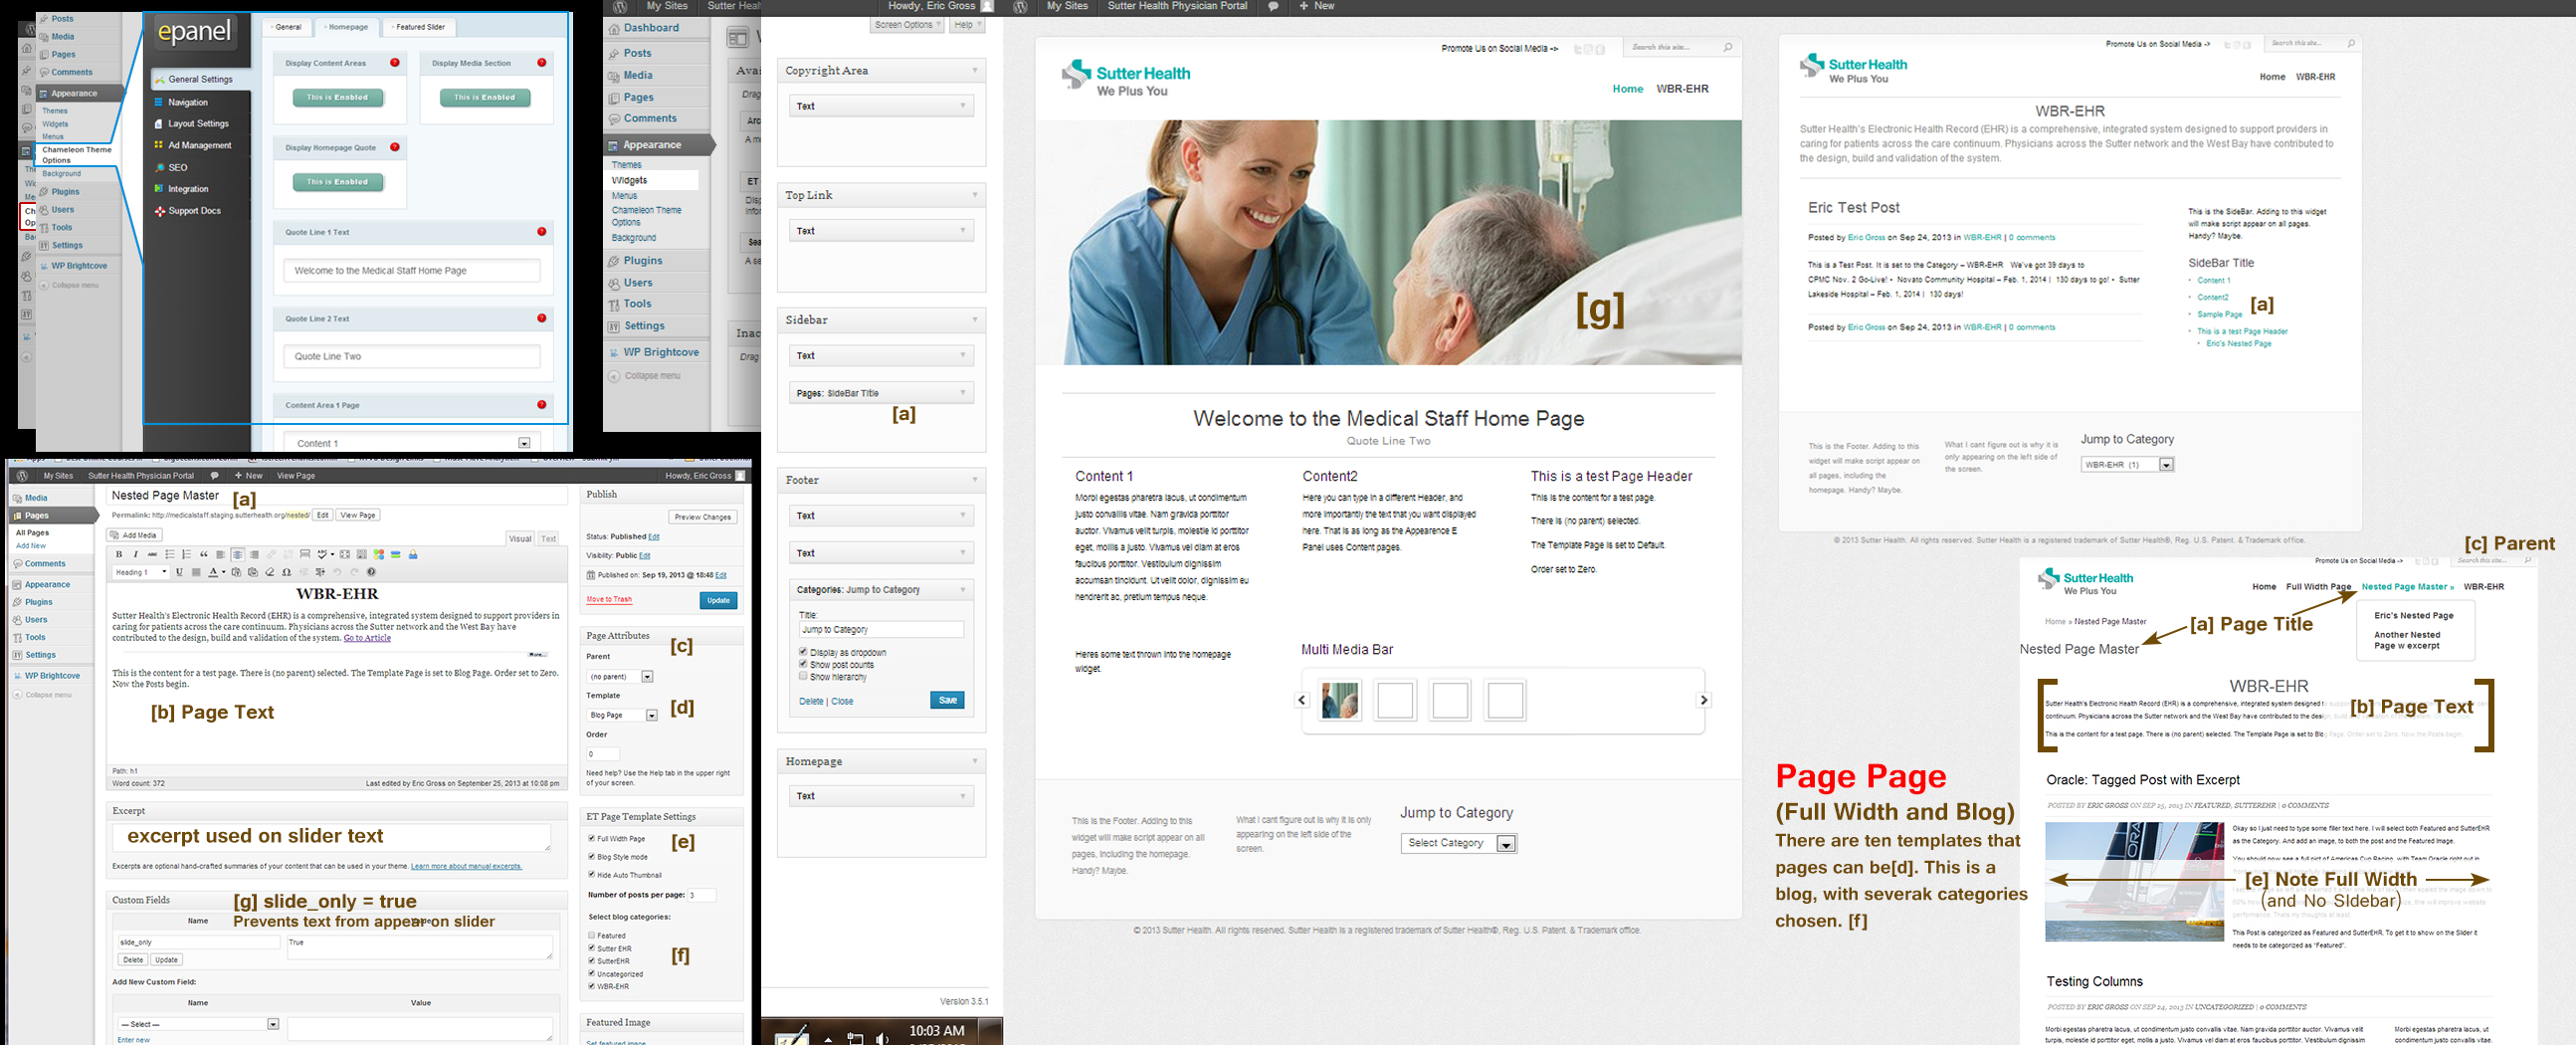 Posts
Media
Pages
Comments
Appearance
Themes
Widgets
Menus
Chameleon Theme
Options
Background
Plugins
Users
Tools
Settings
WP Brightcove
Collapse menu
epanel
General Settings
Navigation
Layout Settings
Ad Management
SEO
Integration
Support Docs
General
Homepage
Featured Slider
Display Content Areas
Display Media Section
This is Enabled
This is Enabled
Display Homepage Quote
This is Enabled
Quote Line 1 Text
Welcome to the Medical Staff Home Page
Quote Line 2 Text
Quote Line Two
Content Area 1 Page
Content 1
My Sites
Sutter Heal
Dashboard
Posts
Media
Pages
Comments
Appearance
Themes
Widgets
Menus
Chameleon Theme
Options
Background
Plugins
Users
Tools
Settings
WP Brightcove
Collapse menu
Howdy, Eric Gross
Screen Options
Help
Copyright Area
Text
Top Link
Text
Sidebar
Text
Pages: SideBar Title
[a]
Footer
Text
Text
Categories: Jump to Category
Title:
Jump to Category
Display as dropdown
Show post counts
Show hierarchy
Delete | Close
Save
Homepage
Text
Version 3.5.1
10:03 AM
My Sites Sutter Health Physician Portal + New View Page
Howdy, Eric Gross
Media
Pages
All Pages
Add New
Comments
Appearance
Plugins
Users
Tools
Settings
WP Brightcove
Collapse menu
Nested Page Master [a]
Permalink: http://medicalstaff.staging.sutterhealth.org/nested/ Edit View Page
Add Media
Visual Text
Heading 1
WBR-EHR
Sutter Health's Electronic Health Record (EHR) is a comprehensive, integrated system designed to support providers in
caring for patients across the care continuum. Physicians across the Sutter network and the West Bay have
contributed to the design, build and validation of the system. Go to Article
This is the content for a test page. There is (no parent) selected. The Template Page is set to Blog Page. Order set to Zero.
Now the Posts begin.
[b] Page Text
Path: h1
Word count: 372
Last edited by Eric Gross on September 25, 2013 at 10:08 pm
Excerpt
excerpt used on slider text
Excerpts are optional hand-crafted summaries of your content that can be used in your theme. Learn more about manual excerpts.
Custom Fields
[g] slide_only = true
Name
Prevents text from appear on slider
slide_only
True
Delete Update
Add New Custom Field:
Name Value
— Select —
Enter new
Publish
Preview Changes
Status: Published Edit
Visibility: Public Edit
Published on: Sep 19, 2013 @ 18:48 Edit
Move to Trash
Update
Page Attributes
[c]
Parent
(no parent)
Template
Blog Page
[d]
Order
0
Need help? Use the Help tab in the upper right
of your screen.
ET Page Template Settings
Full Width Page
[e]
Blog Style mode
Hide Auto Thumbnail
Number of posts per page: 3
Select blog categories:
Featured
Sutter EHR
SutterEHR
[f]
Uncategorized
WBR-EHR
Featured Image
Set featured image
My Sites Sutter Health Physician Portal + New
Promote Us on Social Media ->
Search this site...
Sutter Health
We Plus You
Home WBR-EHR
[g]
Welcome to the Medical Staff Home Page
Quote Line Two
Content 1
Morbi egestas pharetra lacus, ut condimentum
justo convallis vitae. Nam gravida porttitor
auctor. Vivamus velit turpis, molestie id porttitor
eget, mollis a justo. Vivamus vel diam at eros
faucibus porttitor. Vestibulum dignissim
accumsan tincidunt. Ut velit dolor, dignissim eu
hendrerit ac, pretium tempus neque.
Content2
Here you can type in a different Header, and
more importantly the text that you want displayed
here. That is as long as the Appearence E
Panel uses Content pages.
This is a test Page Header
This is the content for a test page.
There is (no parent) selected.
The Template Page is set to Default.
Order set to Zero.
Heres some text thrown into the homepage
widget.
Multi Media Bar
This is the Footer. Adding to this
widget will make script appear on all
pages, including the homepage.
Handy? Maybe.
What I cant figure out is why it is only
appearing on the left side of the
screen.
Jump to Category
Select Category
© 2013 Sutter Health. All rights reserved. Sutter Health is a registered trademark of Sutter Health®, Reg. U.S. Patent. & Trademark office.
Promote Us on Social Media ->
Search this site...
Sutter Health
We Plus You
Home WBR-EHR
WBR-EHR
Sutter Health's Electronic Health Record (EHR) is a comprehensive, integrated system designed to support providers in
caring for patients across the care continuum. Physicians across the Sutter network and the West Bay have contributed to
the design, build and validation of the system.
Eric Test Post
Posted by Eric Gross on Sep 24, 2013 in WBR-EHR | 0 comments
This is a Test Post. It is set to the Category – WBR-EHR We've got 39 days to
CPMC Nov. 2 Go-Live! • Novato Community Hospital – Feb. 1, 2014 | 130 days to go! • Sutter
Lakeside Hospital – Feb. 1, 2014 | 130 days!
Posted by Eric Gross on Sep 24, 2013 in WBR-EHR | 0 comments
This is the SideBar. Adding to this widget
will make script appear on all pages.
Handy? Maybe.
SideBar Title
Content 1
Content2
[a]
Sample Page
This is a test Page Header
Eric's Nested Page
This is the Footer. Adding to this
widget will make script appear on
all pages, including the
homepage. Handy? Maybe.
What I cant figure out is why it is
only appearing on the left side of
the screen.
Jump to Category
WBR-EHR (1)
© 2013 Sutter Health. All rights reserved. Sutter Health is a registered trademark of Sutter Health®, Reg. U.S. Patent. & Trademark office.
[c] Parent
Promote Us on Social Media ->
Search this site...
Sutter Health
We Plus You
Home Full Width Page Nested Page Master » WBR-EHR
Eric's Nested Page
Another Nested
Page w excerpt
[a] Page Title
Home » Nested Page Master
Nested Page Master
WBR-EHR
Sutter Health's Electronic Health Record (EHR) is a comprehensive, integrated system designed
continuum. Physicians across the Sutter network and the West Bay have contributed to the
[b] Page Text
This is the content for a test page. There is (no parent) selected. The Template Page is set to Blog Page. Order set to Zero. Now the Posts begin.
Page Page
(Full Width and Blog)
There are ten templates that
pages can be[d]. This is a
blog, with severak categories
chosen. [f]
Oracle: Tagged Post with Excerpt
POSTED BY ERIC GROSS ON SEP 25, 2013 IN FEATURED, SUTTEREHR | 0 COMMENTS
Okay so I just need to type some filler text here. I will select both Featured and SutterEHR
as the Category. And add an image, to both the post and the Featured Image.
You should now see a full pict of Americas Cup Racing, with Team Oracle right out in
[e] Note Full Width
(and No SIdebar)
This Post is categorized as Featured and SutterEHR. To get it to show on the Slider it
needs to be categorized as "Featured".
Testing Columns
POSTED BY ERIC GROSS ON SEP 24, 2013 IN UNCATEGORIZED | 0 COMMENTS
Morbi egestas pharetra lacus, ut condimentum justo convallis vitae. Nam gravida porttitor auctor. Vivamus velit
turpis, molestie id porttitor eget, mollis a justo. Vivamus vel diam at eros faucibus porttitor. Vestibulum dignissim
Morbi egestas pharetra lacus, ut
condimentum justo convallis vitae.